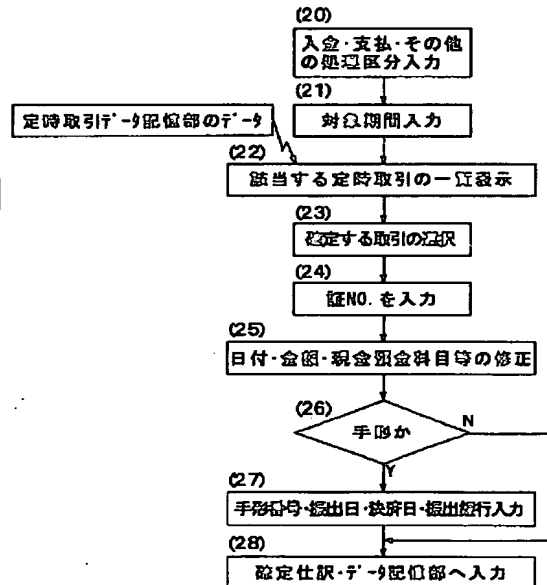 (20)
入金・支払・その他
の処理区分入力
(21)
対象期間入力
定時取引データ記憶部のデータ
(22)
該当する定時取引の一覧表示
(23)
確定する取引の選択
(24)
証NO.を入力
(25)
日付・金額・現金預金科目等の修正
(26)
手形か
N
Y
(27)
手形番号・振出日・決済日・振出銀行入力
(28)
確定仕訳・データ記憶部へ入力